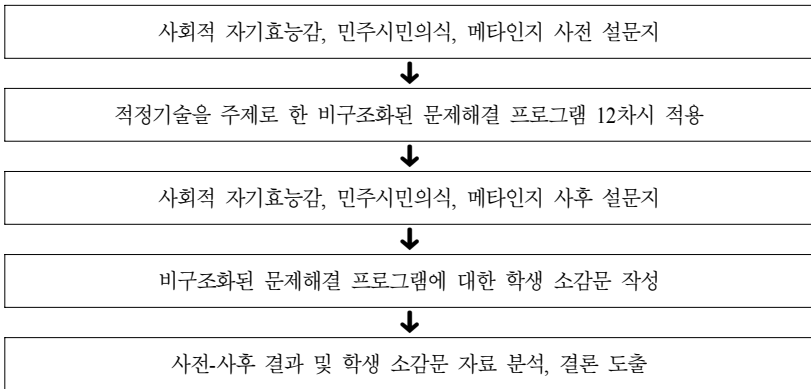 사회적 자기효능감, 민주시민의식, 메타인지 사전 설문지
적정기술을 주제로 한 비구조화된 문제해결 프로그램 12차시 적용
사회적 자기효능감, 민주시민의식, 메타인지 사후 설문지
비구조화된 문제해결 프로그램에 대한 학생 소감문 작성
사전-사후 결과 및 학생 소감문 자료 분석, 결론 도출